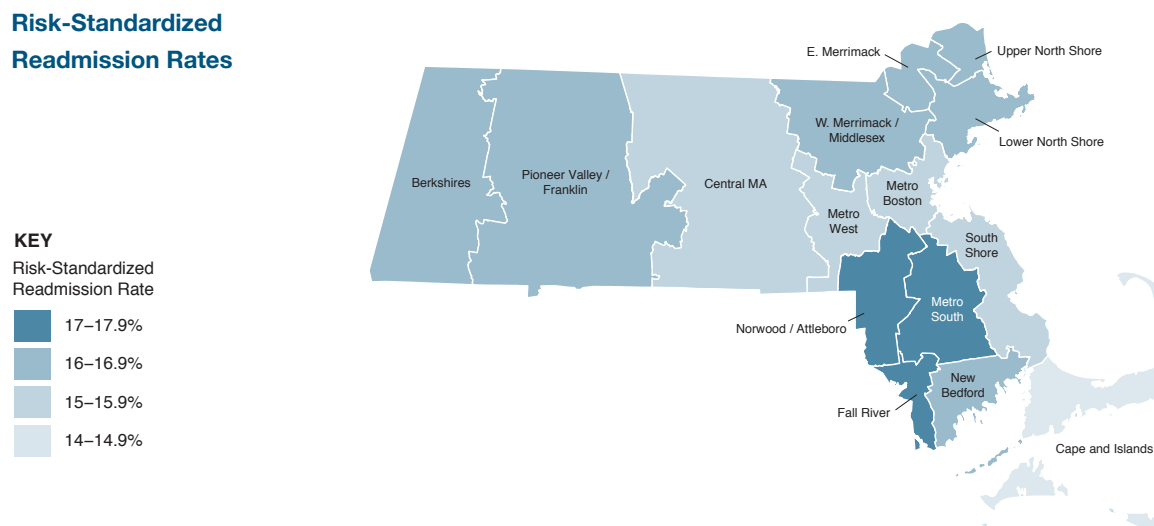 Risk-Standardized
Readmission Rates
E. Merrimack
Upper North Shore
W. Merrimack /
Middlesex
Lower North Shore
Berkshires
Pioneer Valley /
Franklin
Central MA
Metro
Boston
Metro
West
South
Shore
KEY
Risk-Standardized
Readmission Rate
17–17.9%
16–16.9%
15–15.9%
14–14.9%
Metro
South
Norwood / Attleboro
New
Bedford
Fall River
Cape and Islands